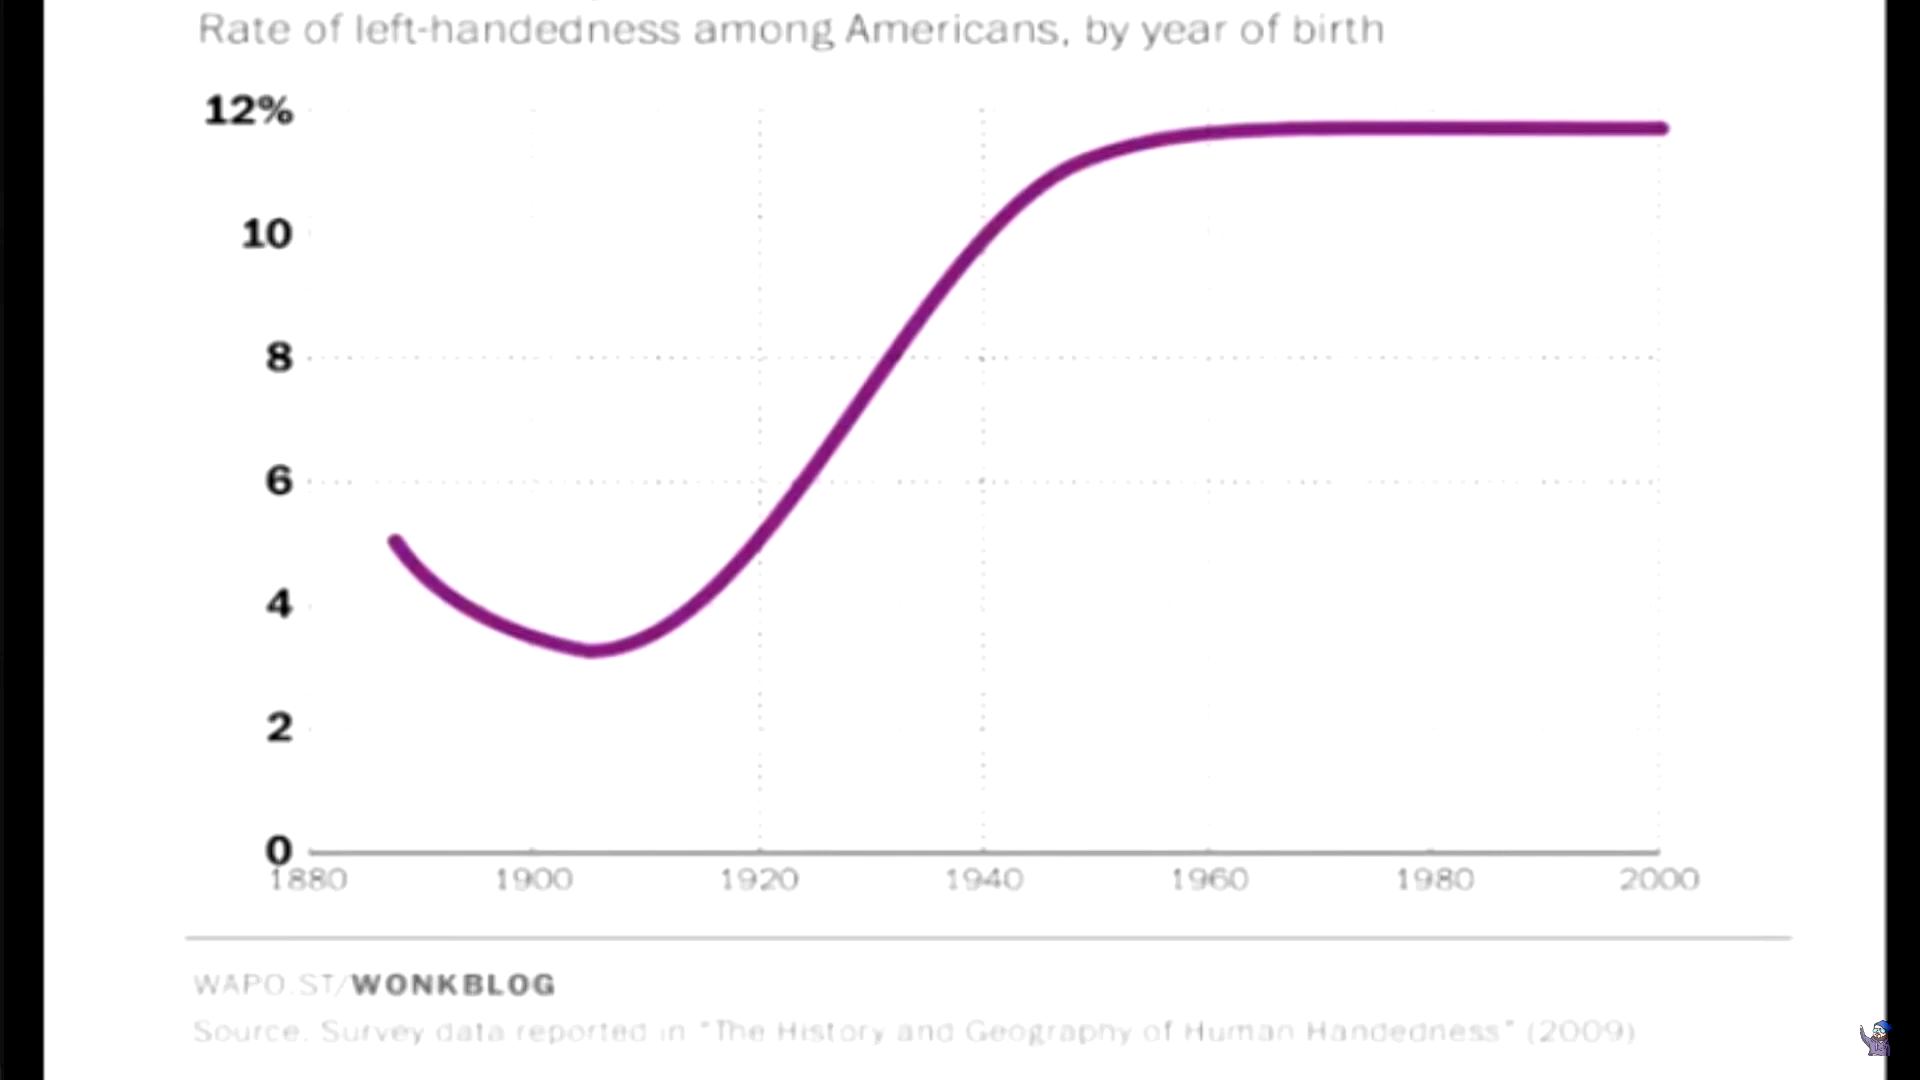 Rate of left-handedness among Americans, by year of birth
12%
10
8
6
4
2
0
1880 1900 1920 1940 1960 1980 2000
WAPO.ST/WONKBLOG
Source. Survey data reported in "The History and Geography of Human Handedness" (2009)